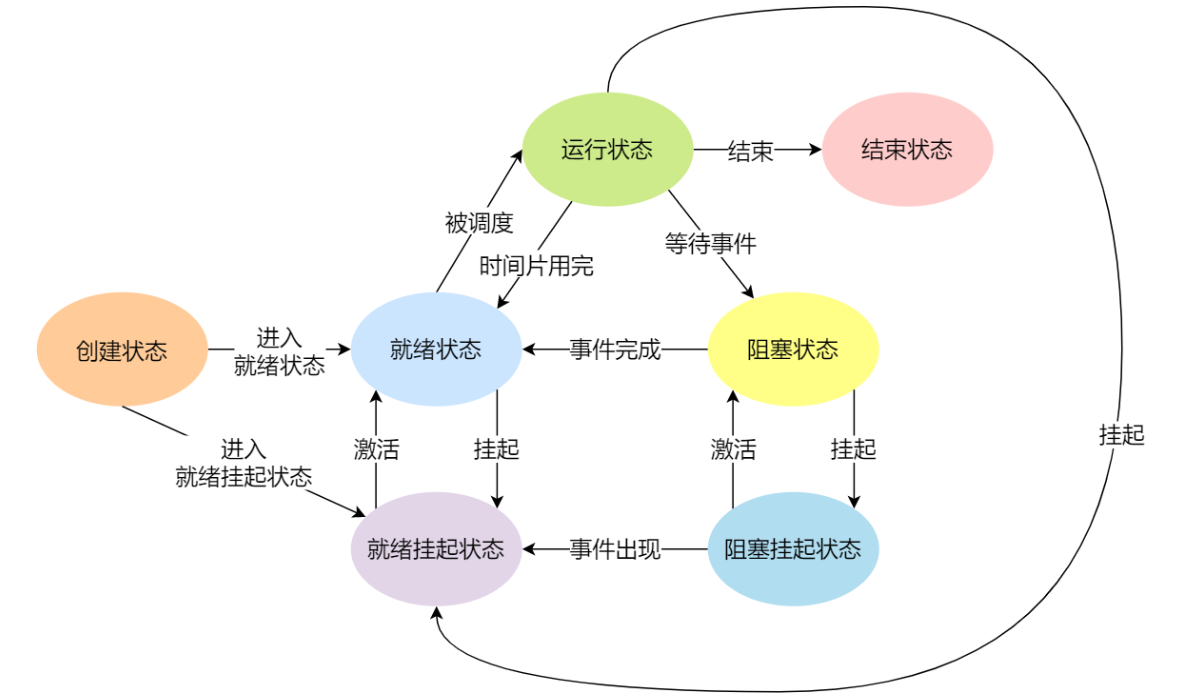 运行状态
结束
结束状态
被调度
等待事件
时间片用完
创建状态
进入
就绪状态
就绪状态
事件完成
阻塞状态
挂起
进入
就绪挂起状态
激活
挂起
激活
挂起
就绪挂起状态
事件出现
阻塞挂起状态